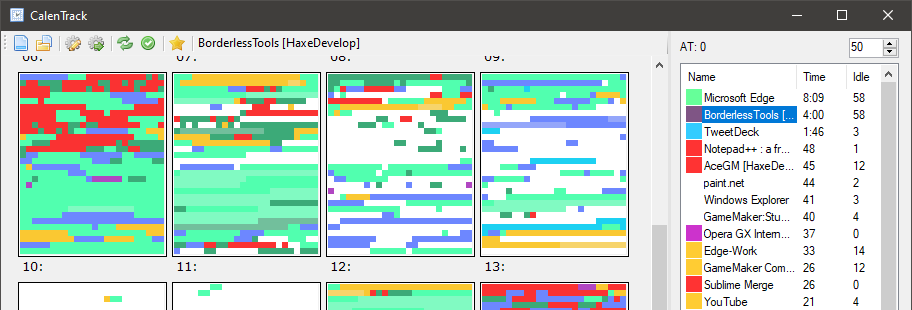 CalenTrack
BorderlessTools [HaxeDevelop]
AT: 0
50
06:
07:
08:
09:
Name Time Idle
Microsoft Edge 8:09 58
BorderlessTools [... 4:00 58
TweetDeck 1:46 3
Notepad++ : a fr... 48 1
AceGM [HaxeDe... 45 12
paint.net 44 2
Windows Explorer 41 3
GameMaker:Stu... 40 4
Opera GX Intern... 37 0
Edge-Work 33 14
GameMaker Com... 26 12
Sublime Merge 26 0
YouTube 21 4
10:
11:
12:
13: